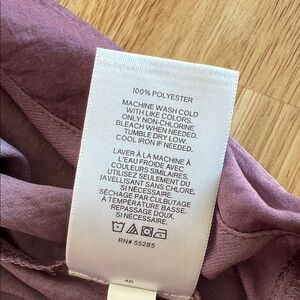 100% POLYESTER
MACHINE WASH COLD
WITH LIKE COLORS.
ONLY NON-CHLORINE
BLEACH WHEN NEEDED.
TUMBLE DRY LOW.
COOL IRON IF NEEDED.
LAVER À LA MACHINE À
L'EAU FROIDE AVEC
COULEURS SIMILAIRES.
UTILISEZ SEULEMENT DU
JAVELLISANT SANS CHLORE,
SI NÉCESSAIRE.
SÉCHAGE PAR CULBUTAGE
À TEMPÉRATURE BASSE.
REPASSAGE DOUX,
SI NÉCESSAIRE.
RN# 55285